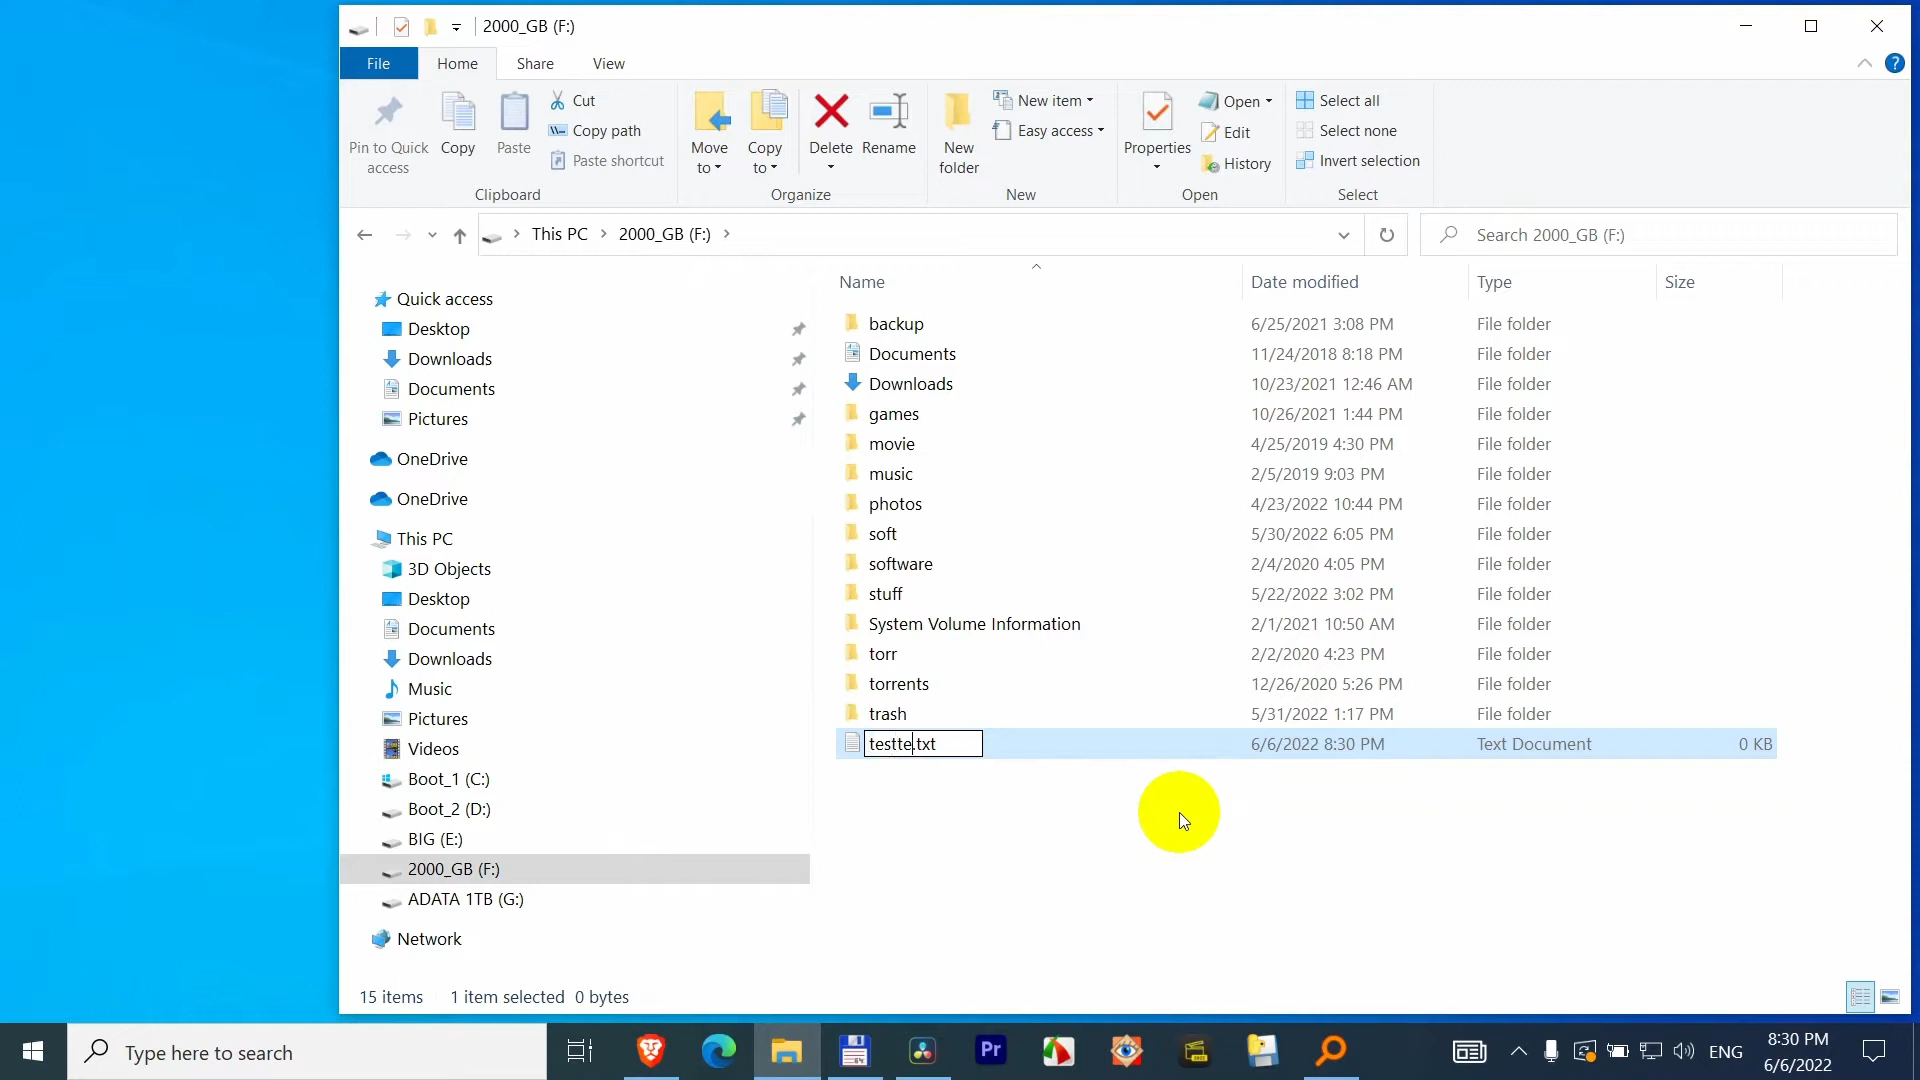 2000_GB (F:)
File Home Share View
?
Pin to Quick access
Copy
Paste
Cut
Copy path
Paste shortcut
Clipboard
Move to
Copy to
Delete
Rename
Organize
New folder
New item
Easy access
New
Properties
Open
Edit
History
Open
Select all
Select none
Invert selection
Select
This PC > 2000_GB (F:) >
Search 2000_GB (F:)
Quick access
Desktop
Downloads
Documents
Pictures
OneDrive
OneDrive
This PC
3D Objects
Desktop
Documents
Downloads
Music
Pictures
Videos
Boot_1 (C:)
Boot_2 (D:)
BIG (E:)
2000_GB (F:)
ADATA 1TB (G:)
Network
Name Date modified Type Size
backup 6/25/2021 3:08 PM File folder
Documents 11/24/2018 8:18 PM File folder
Downloads 10/23/2021 12:46 AM File folder
games 10/26/2021 1:44 PM File folder
movie 4/25/2019 4:30 PM File folder
music 2/5/2019 9:03 PM File folder
photos 4/23/2022 10:44 PM File folder
soft 5/30/2022 6:05 PM File folder
software 2/4/2020 4:05 PM File folder
stuff 5/22/2022 3:02 PM File folder
System Volume Information 2/1/2021 10:50 AM File folder
torr 2/2/2020 4:23 PM File folder
torrents 12/26/2020 5:26 PM File folder
trash 5/31/2022 1:17 PM File folder
testte.txt 6/6/2022 8:30 PM Text Document 0 KB
15 items 1 item selected 0 bytes
Type here to search
64
Pr
ENG
8:30 PM
6/6/2022